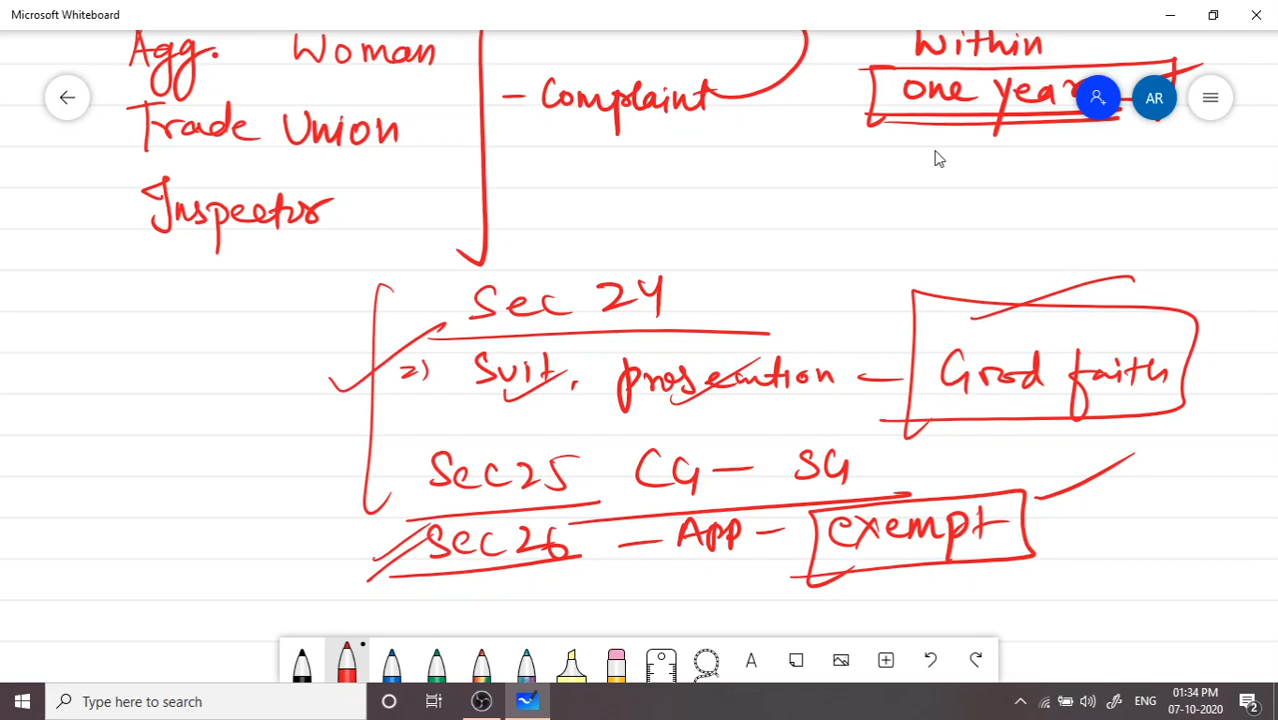 Microsoft Whiteboard
Agg. Woman
Trade Union
Inspector
- Complaint
Within
one year
AR
Sec 24
2) Suit, prosecution - Good faith
Sec 25 CG - SG
Sec 26 - App - exempt
A
Type here to search
ENG
01:34 PM
07-10-2020
2